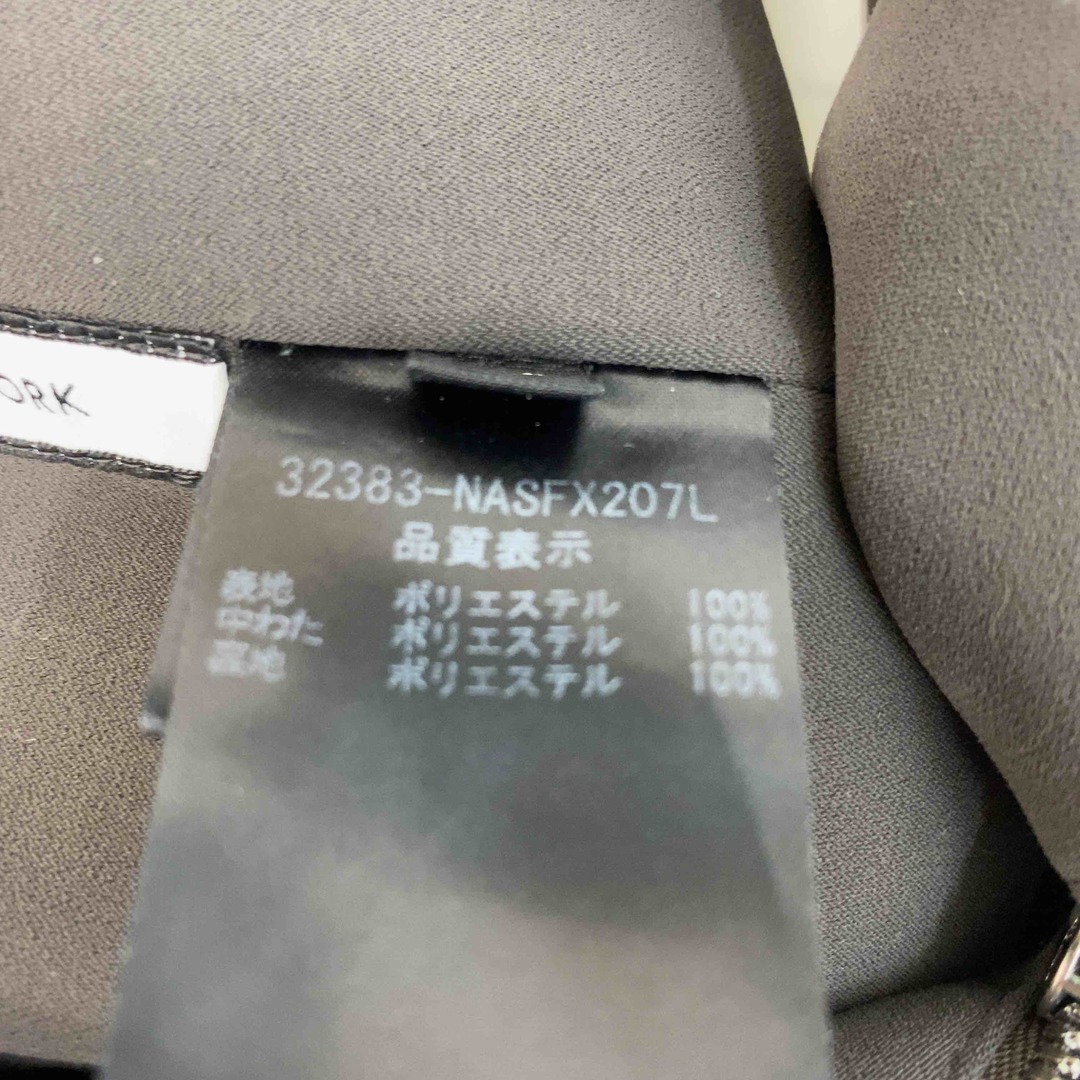 ORK
32383-NASFX207L
品質表示
表地 ポリエステル 100%
中わた ポリエステル 100%
裏地 ポリエステル 100%